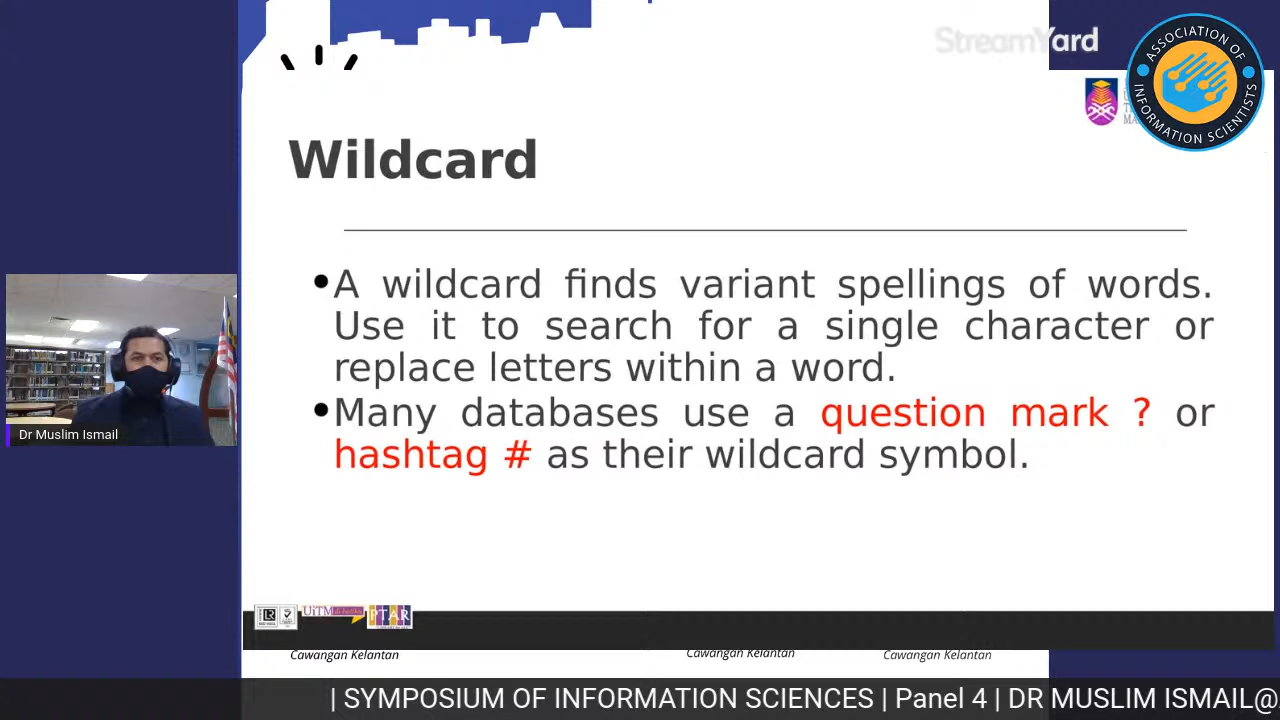 StreamYard
ASSOCIATION OF
INFORMATION SCIENTISTS
Wildcard
•A wildcard finds variant spellings of words.
Use it to search for a single character or
replace letters within a word.
•Many databases use a question mark ? or
hashtag # as their wildcard symbol.
Dr Muslim Ismail
UiTM
PTAR
Cawangan Kelantan
Cawangan Kelantan
Cawangan Kelantan
| SYMPOSIUM OF INFORMATION SCIENCES | Panel 4 | DR MUSLIM ISMAIL@